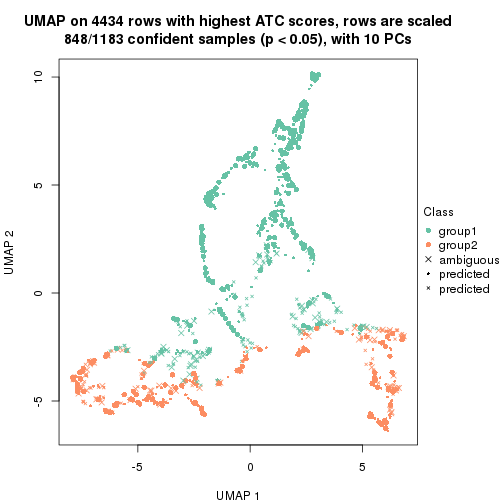 UMAP on 4434 rows with highest ATC scores, rows are scaled
848/1183 confident samples (p < 0.05), with 10 PCs
10
5
0
-5
UMAP 2
-5
0
5
UMAP 1
Class
group1
group2
ambiguous
predicted
predicted